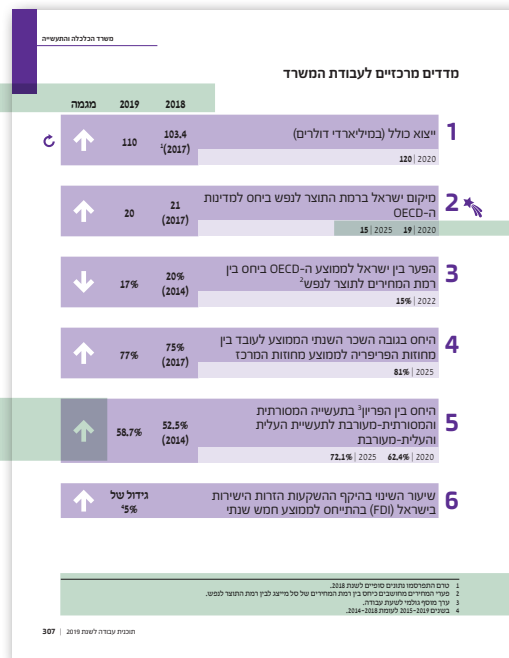 משרד הכלכלה והתעשייה
מדדים מרכזיים לעבודת המשרד
2018 2019 מגמה
1 ייצוא כולל (במיליארדי דולרים) 103.4 110
(2017)¹
2020 | 120
2 מיקום ישראל ברמת התוצר לנפש ביחס למדינות 21 20
ה-OECD (2017)
2020 | 19 2025 | 15
3 הפער בין ישראל לממוצע ה-OECD ביחס בין 20% 17%
רמת המחירים לתוצר לנפש² (2014)
2022 | 15%
4 היחס בגובה השכר השנתי הממוצע לעובד בין 75% 77%
מחוזות הפריפריה לממוצע מחוזות המרכז (2017)
2025 | 81%
5 היחס בין הפריון³ בתעשייה המסורתית 52.5% 58.7%
והמסורתית-מעורבת לתעשיית העלית (2014)
והעלית-מעורבת
2020 | 62.4% 2025 | 72.1%
6 שיעור השינוי בהיקף ההשקעות הזרות הישירות גידול של
בישראל (FDI) בהתייחס לממוצע חמש שנתי 5%⁴
1 טרם התפרסמו נתונים סופיים לשנת 2018.
2 פערי המחירים מחושבים כיחס בין רמת המחירים של סל מייצג לבין רמת התוצר לנפש.
3 ערך מוסף גולמי לשעת עבודה.
4 בשנים 2015-2019 לעומת 2014-2018.
תוכנית עבודה לשנת 2019 | 307